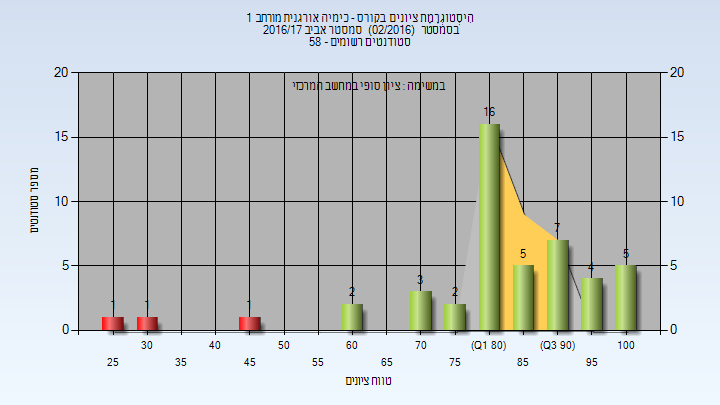 היסטוגרמת ציונים בקורס - כימיה אורגנית מורחב 1
בסמסטר (02/2016) סמסטר אביב 2016/17
סטודנטים רשומים - 58
במשימה : ציון סופי במחשב המרכזי
20 20
15 15
10 10
5 5
0 0
מספר סטודנטים
1 1 1 2 3 2 16 5 7 4 5
30 40 50 60 70 (Q1 80) (Q3 90) 100
25 35 45 55 65 75 85 95
טווח ציונים